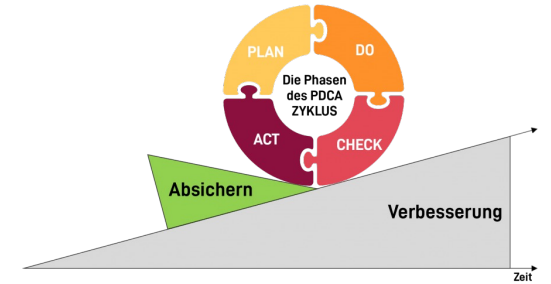 PLAN
DO
Die Phasen
des PDCA
ZYKLUS
ACT
CHECK
Absichern
Verbesserung
Zeit